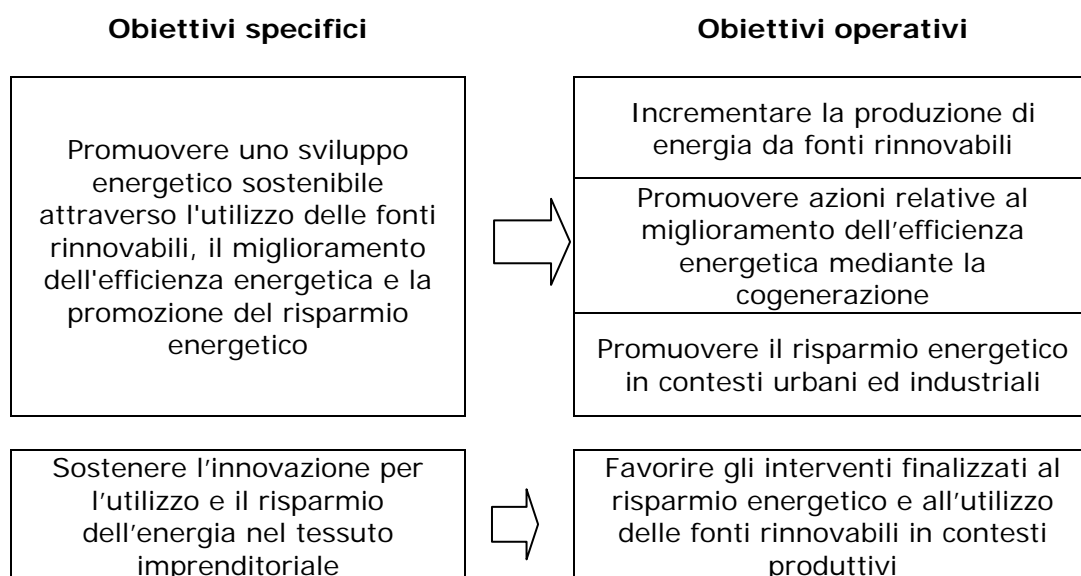 Obiettivi specifici
Obiettivi operativi
Promuovere uno sviluppo
energetico sostenibile
attraverso l'utilizzo delle fonti
rinnovabili, il miglioramento
dell'efficienza energetica e la
promozione del risparmio
energetico
Incrementare la produzione di
energia da fonti rinnovabili
Promuovere azioni relative al
miglioramento dell’efficienza
energetica mediante la
cogenerazione
Promuovere il risparmio energetico
in contesti urbani ed industriali
Sostenere l’innovazione per
l’utilizzo e il risparmio
dell’energia nel tessuto
imprenditoriale
Favorire gli interventi finalizzati al
risparmio energetico e all’utilizzo
delle fonti rinnovabili in contesti
produttivi